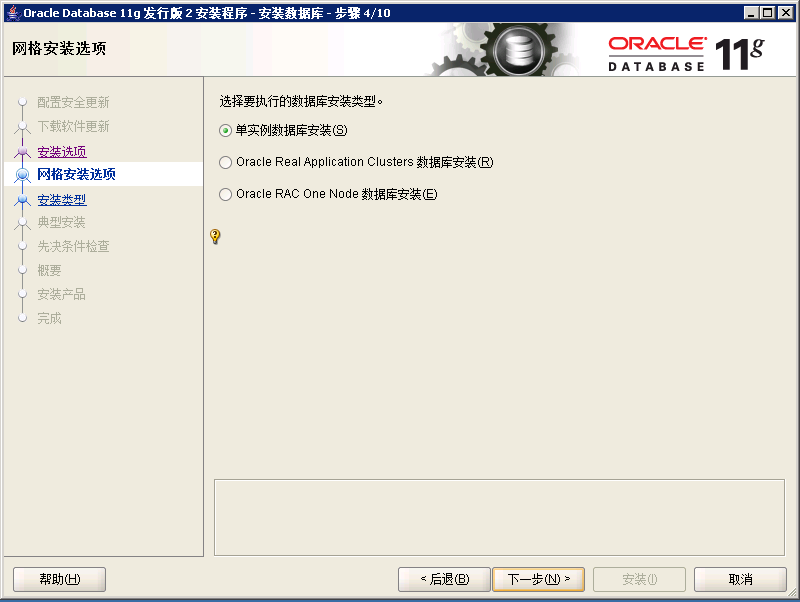 Oracle Database 11g 发行版 2 安装程序 - 安装数据库 - 步骤 4/10
网格安装选项
ORACLE
DATABASE
11g
配置安全更新
下载软件更新
安装选项
网格安装选项
安装类型
典型安装
先决条件检查
概要
安装产品
完成
选择要执行的数据库安装类型。
单实例数据库安装(S)
Oracle Real Application Clusters 数据库安装(R)
Oracle RAC One Node 数据库安装(E)
帮助(H)
< 后退(B)
下一步(N) >
安装(I)
取消